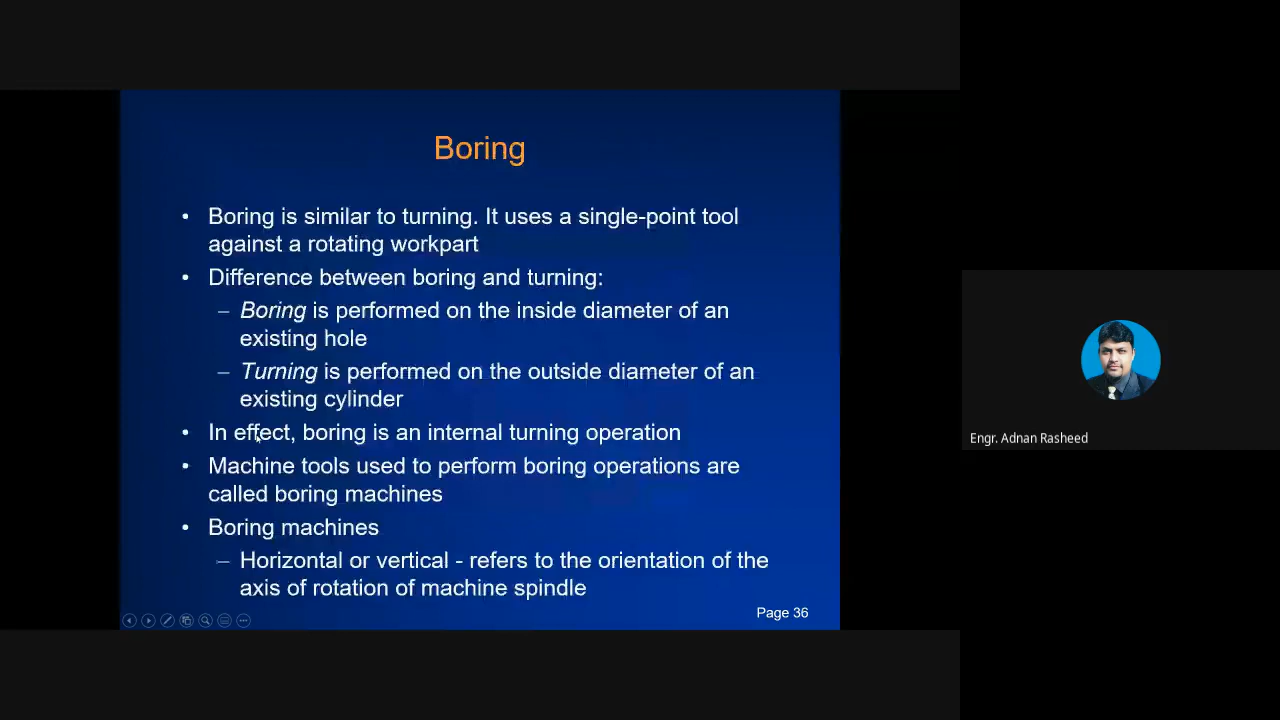 Boring
• Boring is similar to turning. It uses a single-point tool
against a rotating workpart
• Difference between boring and turning:
– Boring is performed on the inside diameter of an
existing hole
– Turning is performed on the outside diameter of an
existing cylinder
• In effect, boring is an internal turning operation
• Machine tools used to perform boring operations are
called boring machines
• Boring machines
– Horizontal or vertical - refers to the orientation of the
axis of rotation of machine spindle
Page 36
Engr. Adnan Rasheed